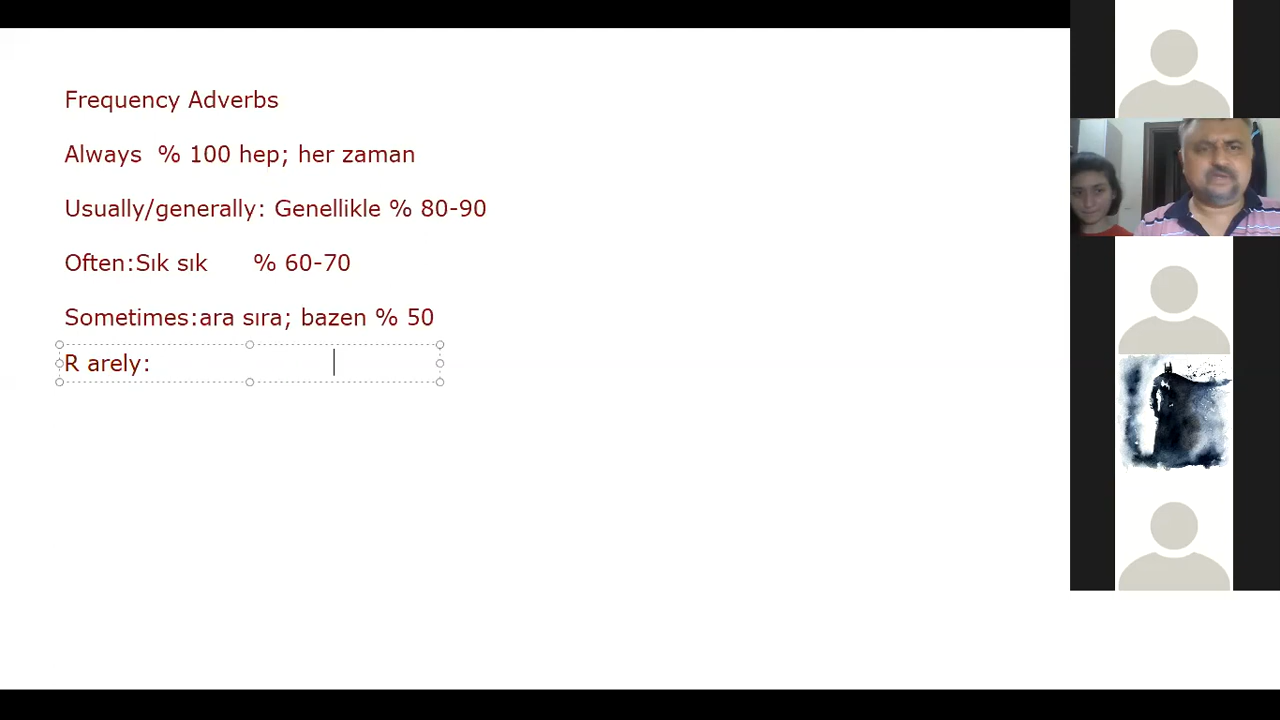 Frequency Adverbs
Always % 100 hep; her zaman
Usually/generally: Genellikle % 80-90
Often:Sık sık % 60-70
Sometimes:ara sıra; bazen % 50
R arely: